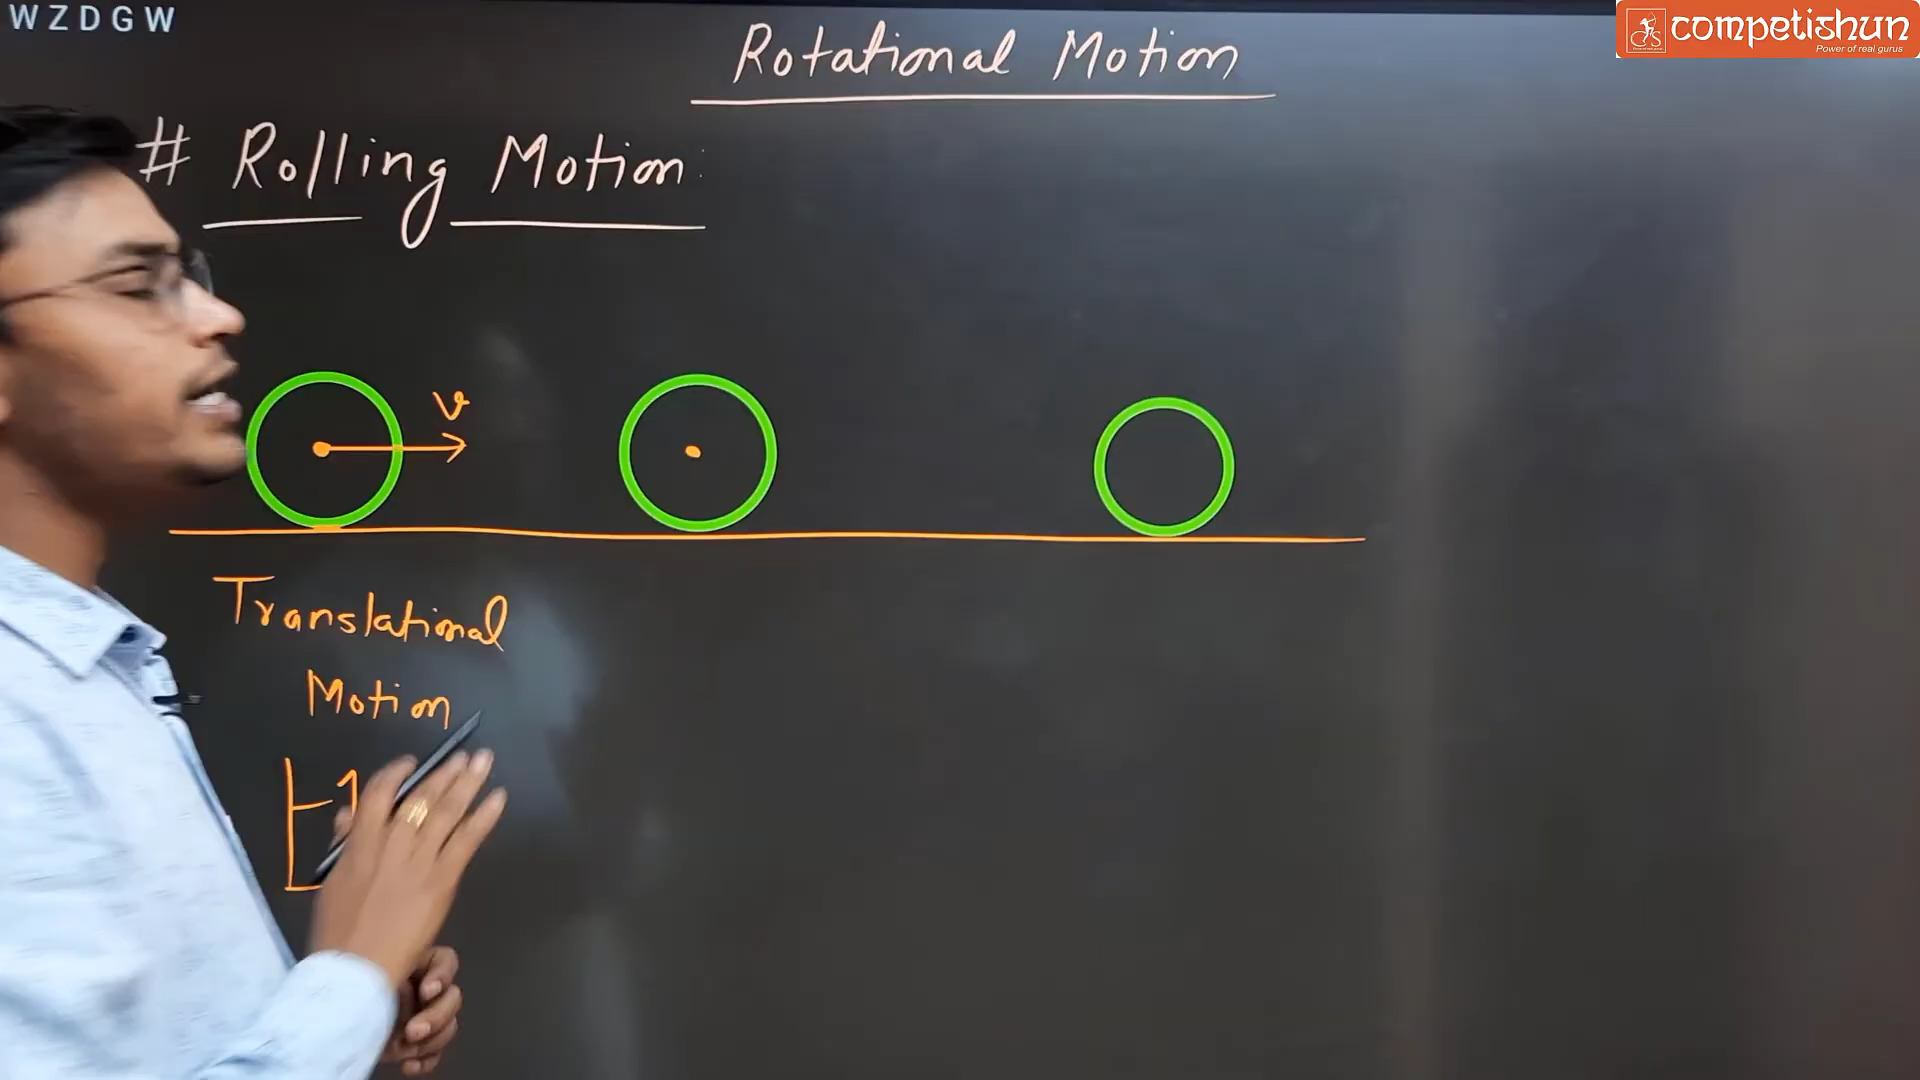 WZDGW
competishun
Power of real gurus
Rotational Motion
# Rolling Motion:
v
Translational
Motion